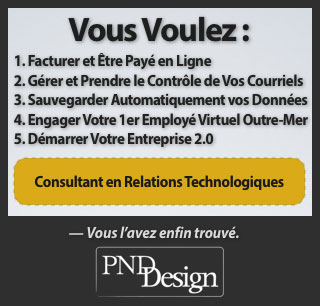 Vous Voulez :
1. Facturer et Être Payé en Ligne
2. Gérer et Prendre le Contrôle de Vos Courriels
3. Sauvegarder Automatiquement vos Données
4. Engager Votre 1er Employé Virtuel Outre-Mer
5. Démarrer Votre Entreprise 2.0
Consultant en Relations Technologiques
— Vous l’avez enfin trouvé.
PND Design